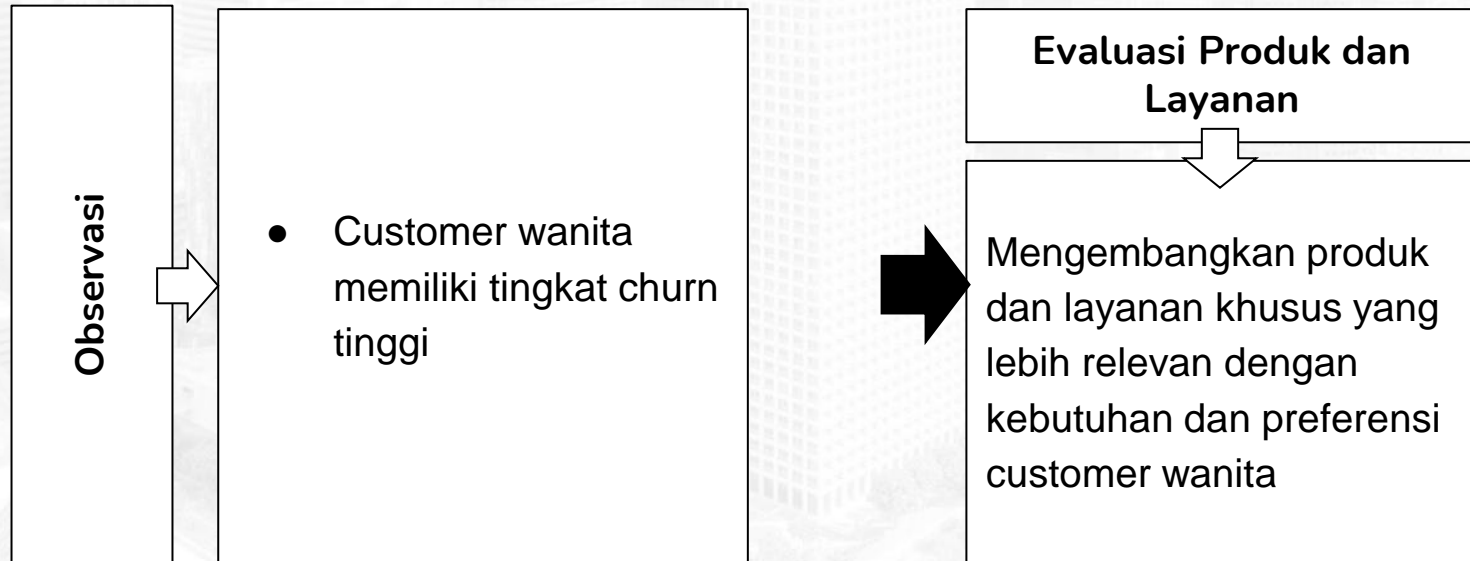 Observasi
● Customer wanita
memiliki tingkat churn
tinggi
Evaluasi Produk dan
Layanan
Mengembangkan produk
dan layanan khusus yang
lebih relevan dengan
kebutuhan dan preferensi
customer wanita